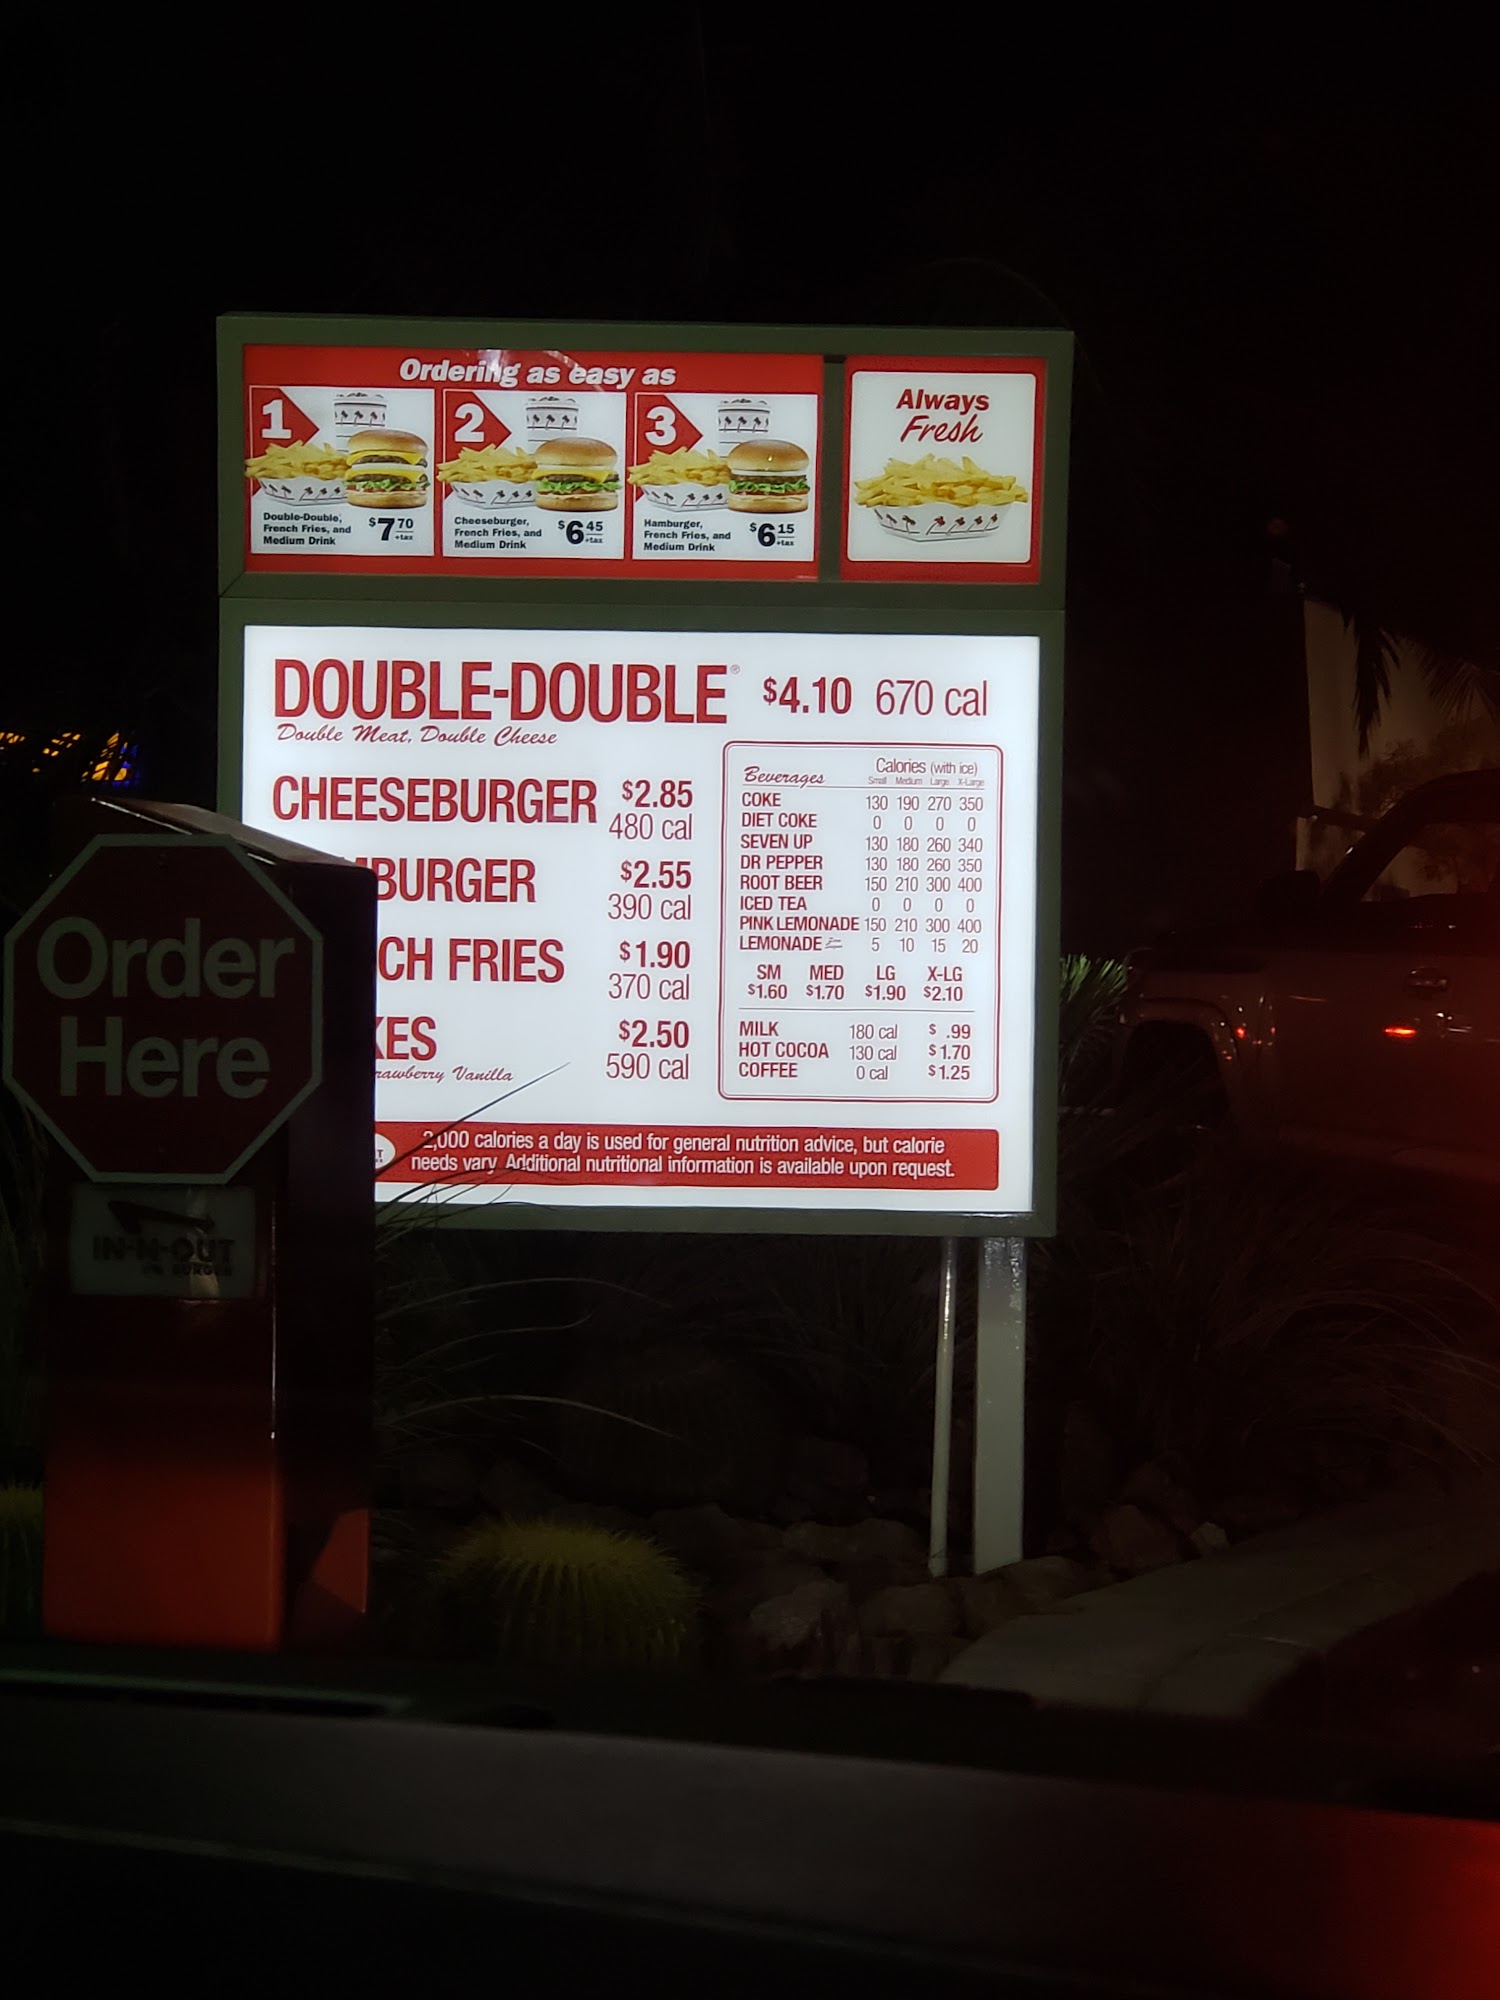 Ordering as easy as
1
Double-Double,
French Fries, and
Medium Drink
$7 70
+tax
2
Cheeseburger,
French Fries, and
Medium Drink
$6 45
+tax
3
Hamburger,
French Fries, and
Medium Drink
$6 15
+tax
Always
Fresh
DOUBLE-DOUBLE® $4.10 670 cal
Double Meat, Double Cheese
CHEESEBURGER $2.85
480 cal
BURGER $2.55
390 cal
CH FRIES $1.90
370 cal
KES $2.50
rawberry Vanilla 590 cal
Beverages Calories (with ice)
Small Medium Large X-Large
COKE 130 190 270 350
DIET COKE 0 0 0 0
SEVEN UP 130 180 260 340
DR PEPPER 130 180 260 350
ROOT BEER 150 210 300 400
ICED TEA 0 0 0 0
PINK LEMONADE 150 210 300 400
LEMONADE 5 10 15 20
SM MED LG X-LG
$1.60 $1.70 $1.90 $2.10
MILK 180 cal $ .99
HOT COCOA 130 cal $1.70
COFFEE 0 cal $1.25
2,000 calories a day is used for general nutrition advice, but calorie
needs vary. Additional nutritional information is available upon request.
Order
Here
IN-N-OUT
BURGER